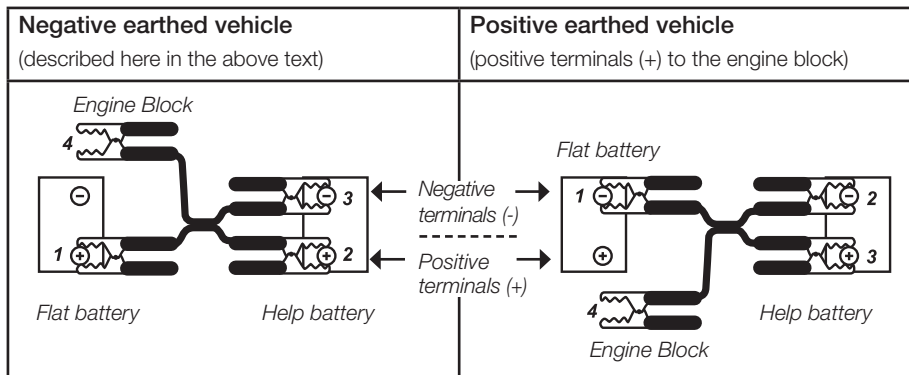 Negative earthed vehicle
(described here in the above text)
Positive earthed vehicle
(positive terminals (+) to the engine block)
Engine Block
4
−
3
1
+
+
2
Flat battery
Help battery
Negative
terminals (-)
Positive
terminals (+)
Flat battery
1
−
−
2
+
+
3
4
Engine Block
Help battery